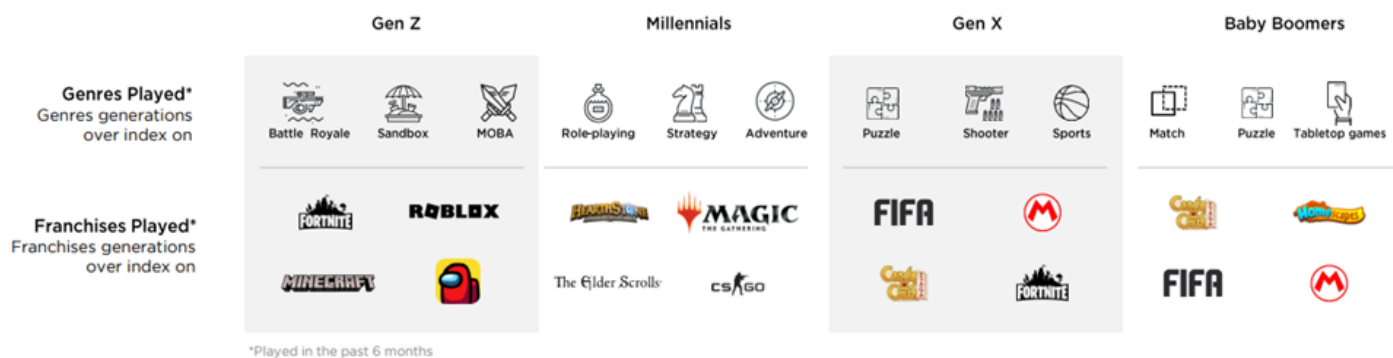 Gen Z
Millennials
Gen X
Baby Boomers
Genres Played*
Genres generations
over index on
Battle Royale
Sandbox
MOBA
Role-playing
Strategy
Adventure
Puzzle
Shooter
Sports
Match
Puzzle
Tabletop games
Franchises Played*
Franchises generations
over index on
FORTNITE
ROBLOX
MINECRAFT
HEARTHSTONE
MAGIC
THE GATHERING
The Elder Scrolls
CS GO
FIFA
M
Candy Crush
FORTNITE
Candy Crush
Homescapes
FIFA
M
*Played in the past 6 months